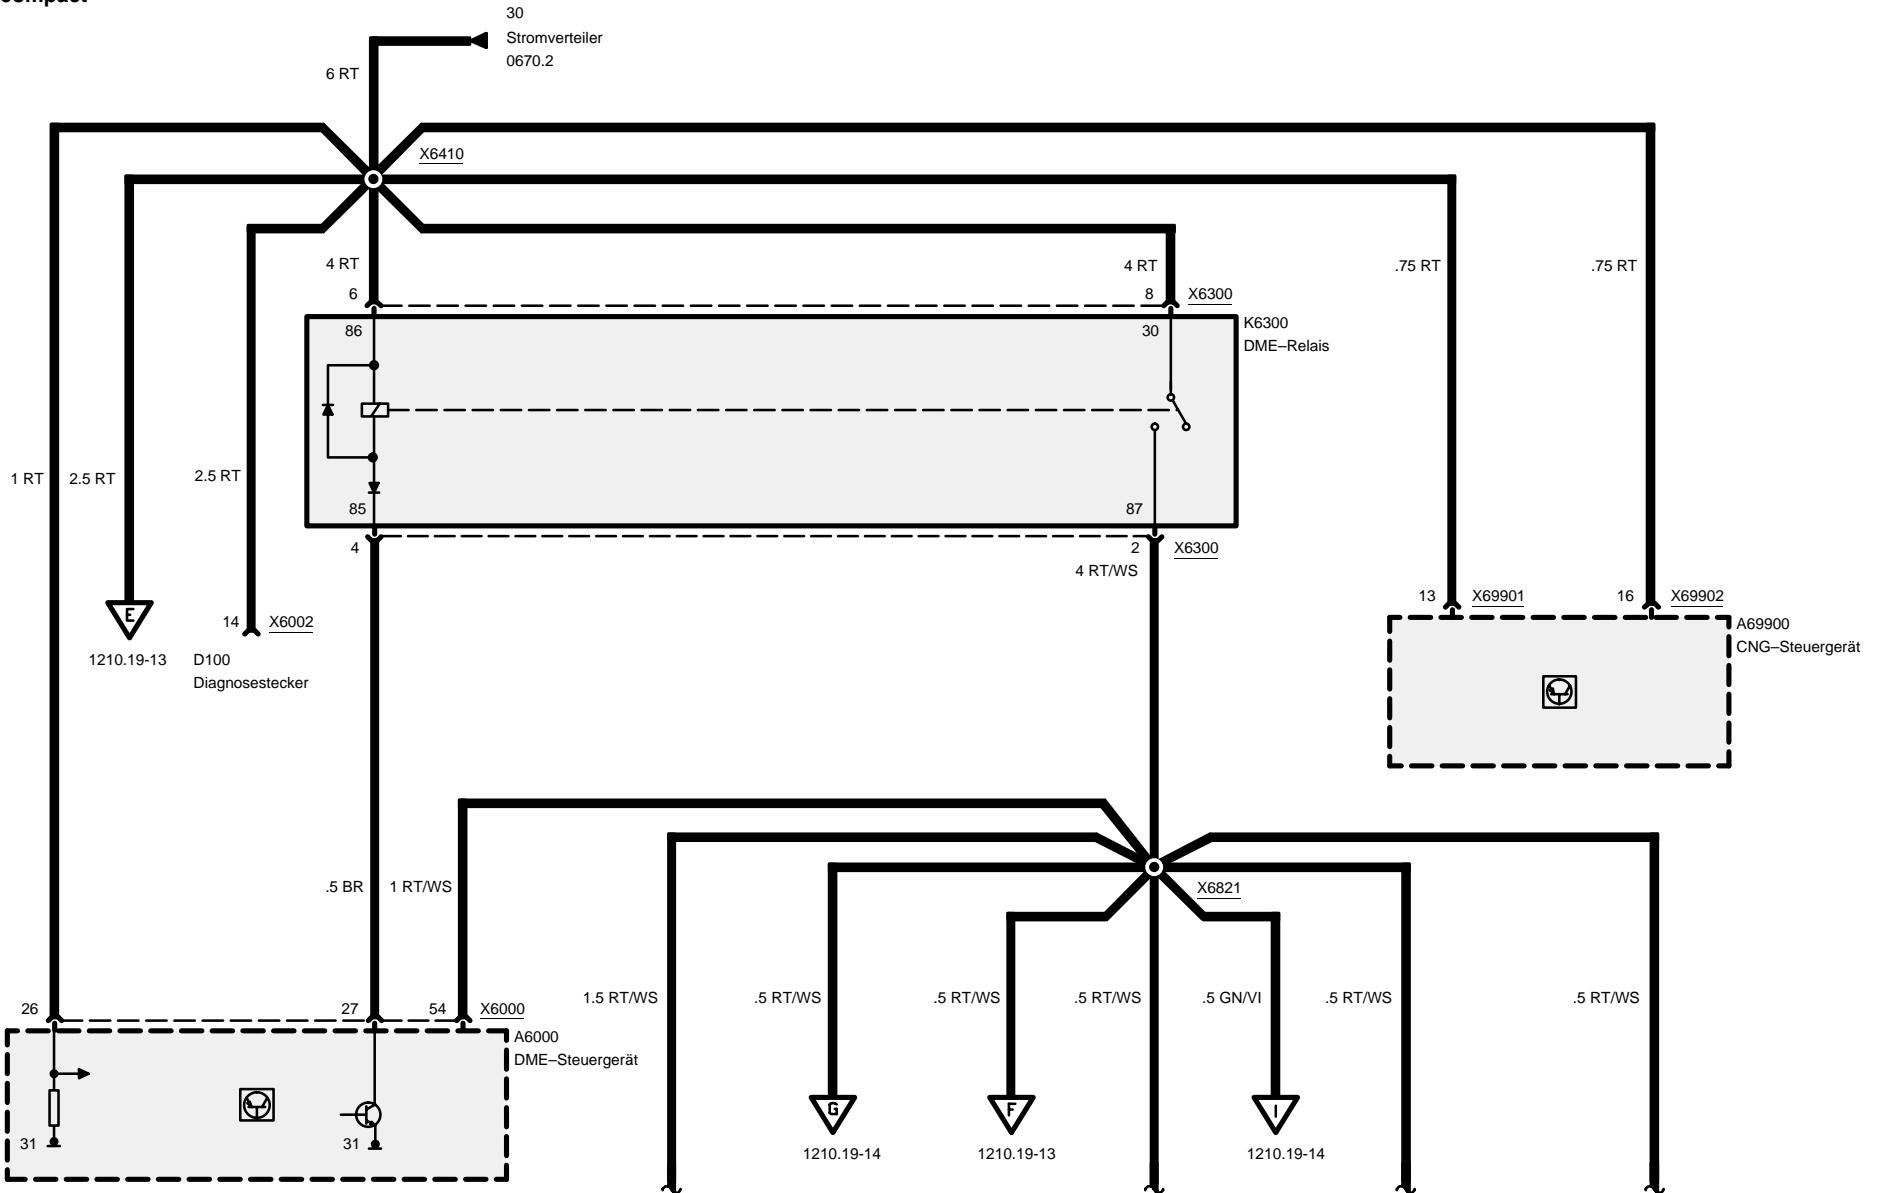 30
Stromverteiler
0670.2
6 RT
X6410
4 RT
4 RT
.75 RT
.75 RT
6
8
X6300
86
30
K6300
DME–Relais
1 RT
2.5 RT
2.5 RT
85
87
4
2
X6300
4 RT/WS
E
14
X6002
1210.19-13
D100
Diagnosestecker
13
X69901
16
X69902
A69900
CNG–Steuergerät
.5 BR
1 RT/WS
X6821
1.5 RT/WS
.5 RT/WS
.5 RT/WS
.5 RT/WS
.5 GN/VI
.5 RT/WS
.5 RT/WS
26
27
54
X6000
A6000
DME–Steuergerät
31
31
G
F
I
1210.19-14
1210.19-13
1210.19-14